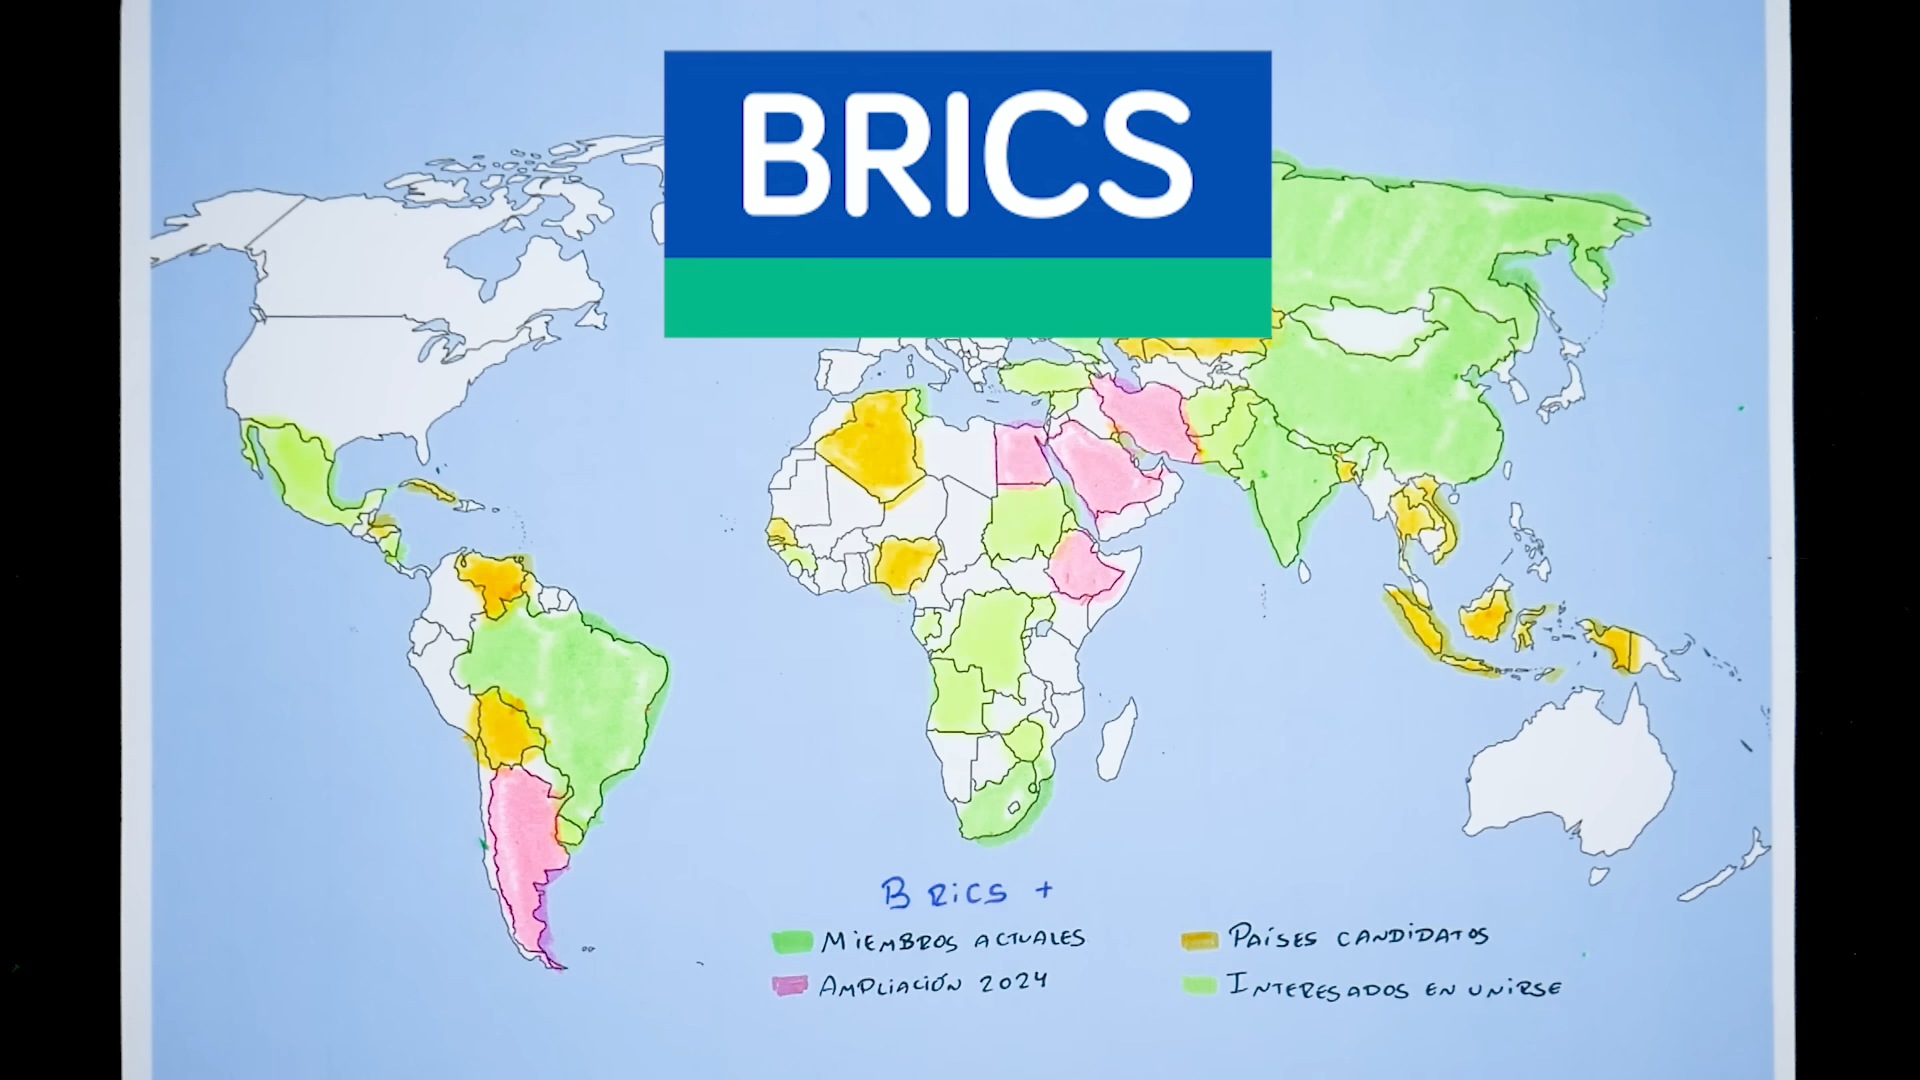 BRICS
BRiCS +
MiEMBROS ACTUALES
AMPLiACiÓN 2024
PAÍSES CANDiDATOS
INTERESADOS EN UNiRSE